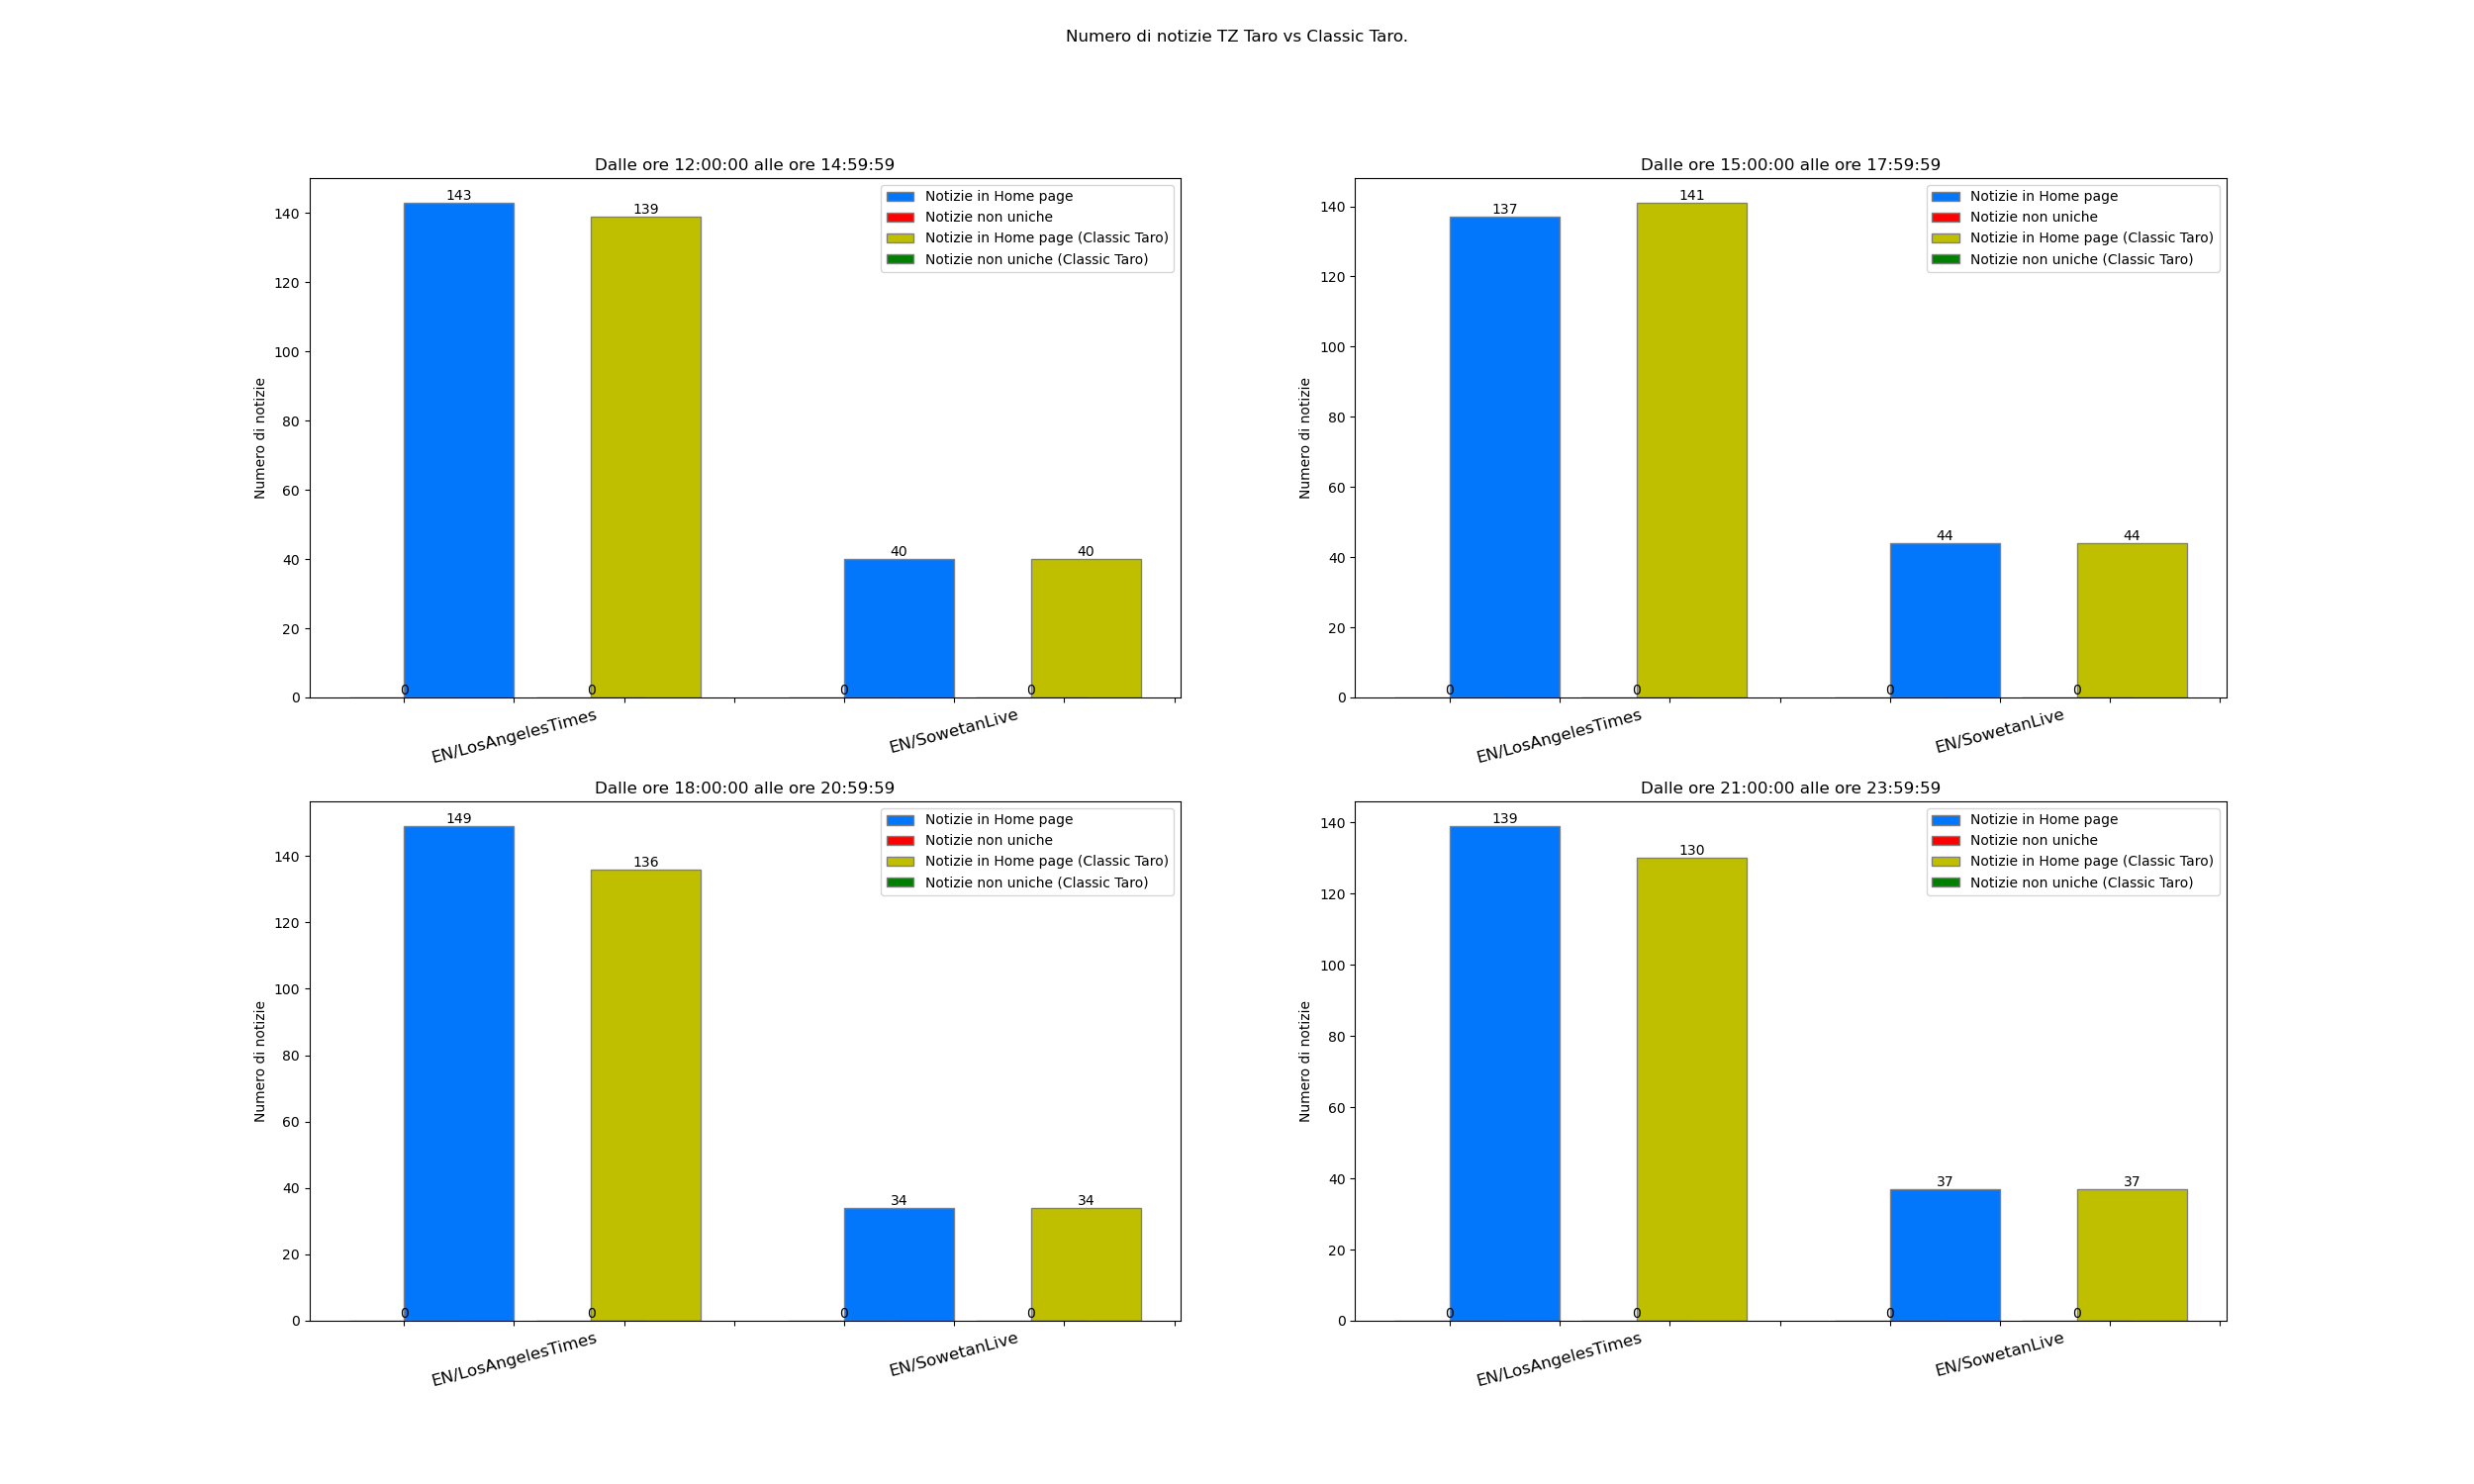 Numero di notizie TZ Taro vs Classic Taro.
Dalle ore 12:00:00 alle ore 14:59:59
Numero di notizie
140
120
100
80
60
40
20
0
143
139
40
40
0
0
0
0
Notizie in Home page
Notizie non uniche
Notizie in Home page (Classic Taro)
Notizie non uniche (Classic Taro)
EN/LosAngelesTimes
EN/SowetanLive
Dalle ore 15:00:00 alle ore 17:59:59
Numero di notizie
140
120
100
80
60
40
20
0
137
141
44
44
0
0
0
0
Notizie in Home page
Notizie non uniche
Notizie in Home page (Classic Taro)
Notizie non uniche (Classic Taro)
EN/LosAngelesTimes
EN/SowetanLive
Dalle ore 18:00:00 alle ore 20:59:59
Numero di notizie
140
120
100
80
60
40
20
0
149
136
34
34
0
0
0
0
Notizie in Home page
Notizie non uniche
Notizie in Home page (Classic Taro)
Notizie non uniche (Classic Taro)
EN/LosAngelesTimes
EN/SowetanLive
Dalle ore 21:00:00 alle ore 23:59:59
Numero di notizie
140
120
100
80
60
40
20
0
139
130
37
37
0
0
0
0
Notizie in Home page
Notizie non uniche
Notizie in Home page (Classic Taro)
Notizie non uniche (Classic Taro)
EN/LosAngelesTimes
EN/SowetanLive